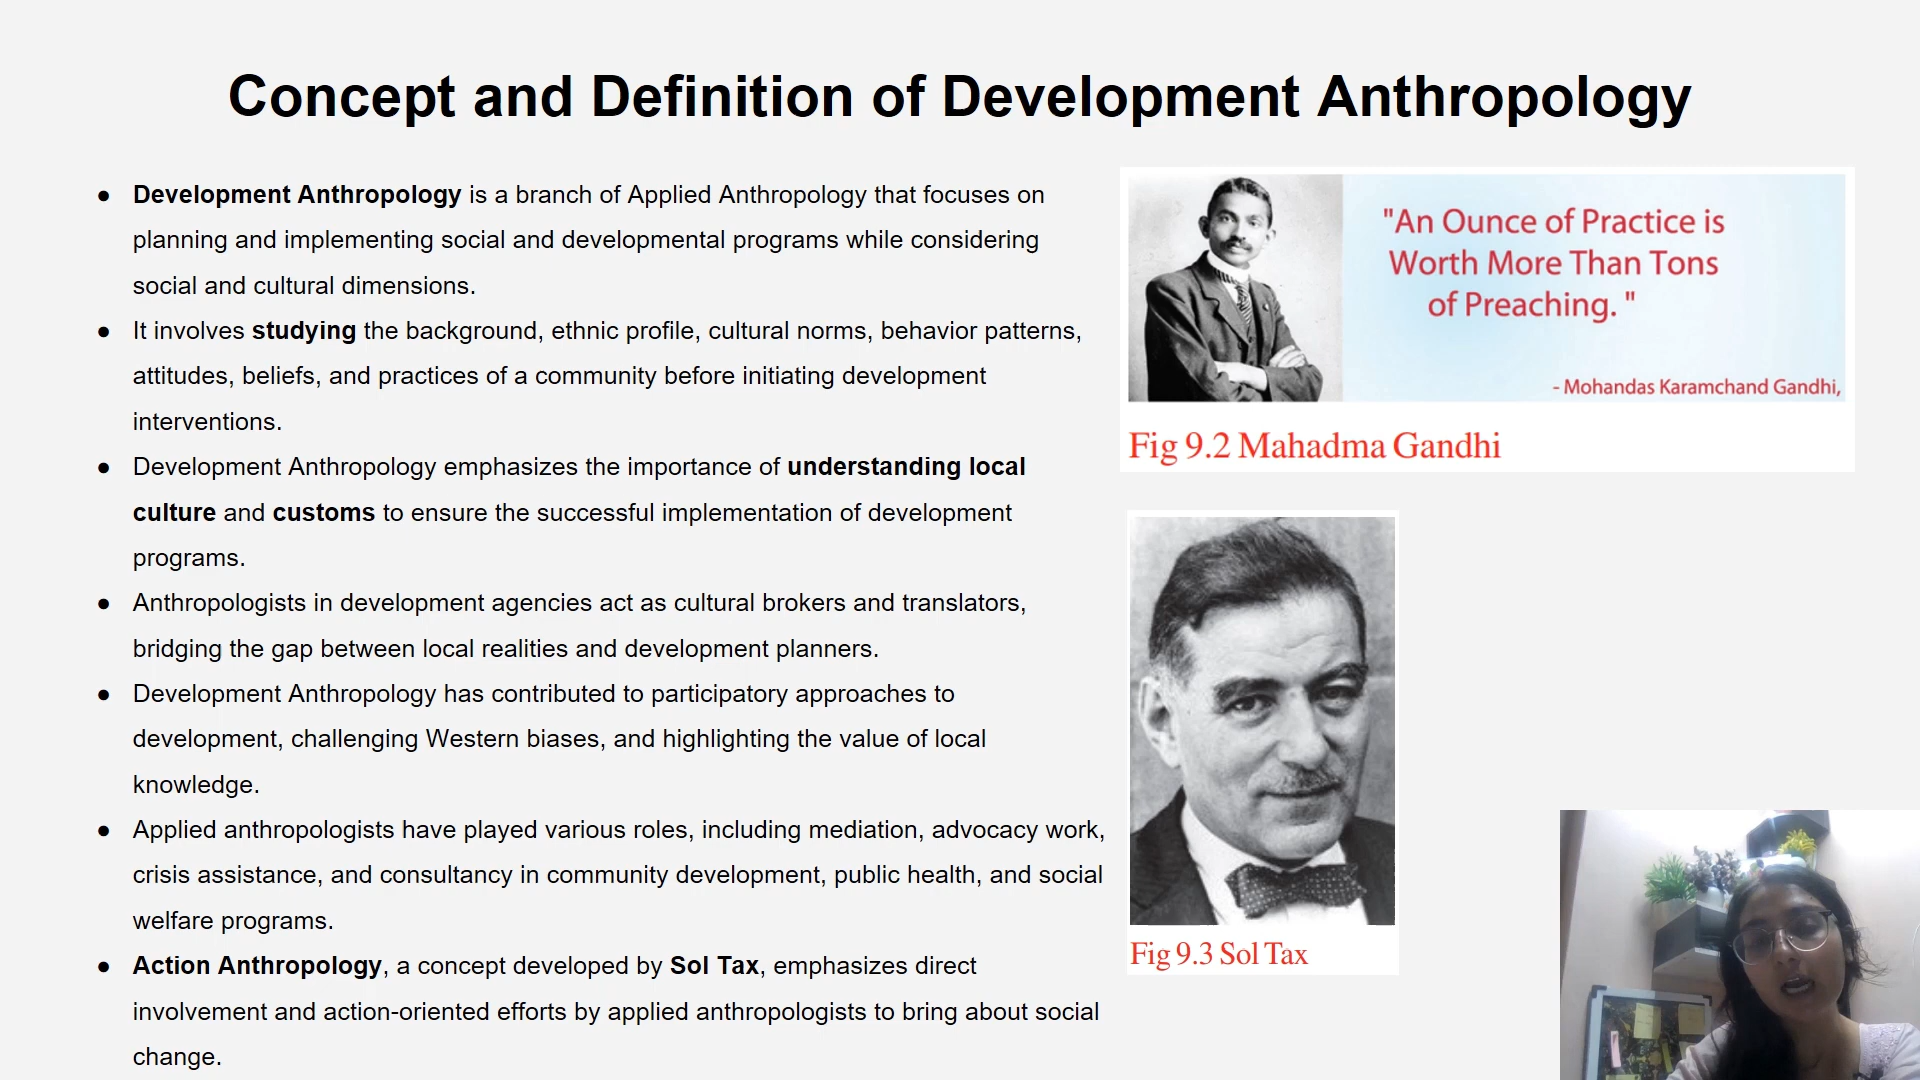 Concept and Definition of Development Anthropology
● Development Anthropology is a branch of Applied Anthropology that focuses on
planning and implementing social and developmental programs while considering
social and cultural dimensions.
● It involves studying the background, ethnic profile, cultural norms, behavior patterns,
attitudes, beliefs, and practices of a community before initiating development
interventions.
● Development Anthropology emphasizes the importance of understanding local
culture and customs to ensure the successful implementation of development
programs.
● Anthropologists in development agencies act as cultural brokers and translators,
bridging the gap between local realities and development planners.
● Development Anthropology has contributed to participatory approaches to
development, challenging Western biases, and highlighting the value of local
knowledge.
● Applied anthropologists have played various roles, including mediation, advocacy work,
crisis assistance, and consultancy in community development, public health, and social
welfare programs.
● Action Anthropology, a concept developed by Sol Tax, emphasizes direct
involvement and action-oriented efforts by applied anthropologists to bring about social
change.
"An Ounce of Practice is
Worth More Than Tons
of Preaching. "
- Mohandas Karamchand Gandhi,
Fig 9.2 Mahadma Gandhi
Fig 9.3 Sol Tax